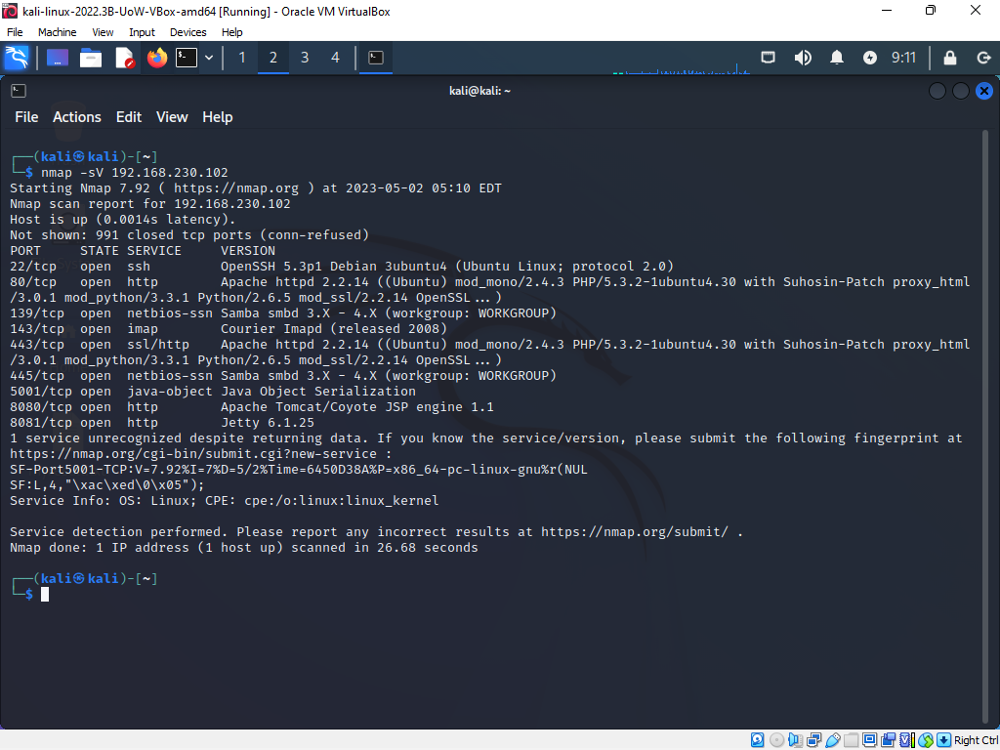 kali-linux-2022.3B-UoW-VBox-amd64 [Running] - Oracle VM VirtualBox
File Machine View Input Devices Help
1 2 3 4 9:11
kali@kali: ~
File Actions Edit View Help
┌──(kali㉿kali)-[~]
└─$ nmap -sV 192.168.230.102
Starting Nmap 7.92 ( https://nmap.org ) at 2023-05-02 05:10 EDT
Nmap scan report for 192.168.230.102
Host is up (0.0014s latency).
Not shown: 991 closed tcp ports (conn-refused)
PORT     STATE SERVICE     VERSION
22/tcp   open  ssh         OpenSSH 5.3p1 Debian 3ubuntu4 (Ubuntu Linux; protocol 2.0)
80/tcp   open  http        Apache httpd 2.2.14 ((Ubuntu) mod_mono/2.4.3 PHP/5.3.2-1ubuntu4.30 with Suhosin-Patch proxy_html
/3.0.1 mod_python/3.3.1 Python/2.6.5 mod_ssl/2.2.14 OpenSSL...)
139/tcp  open  netbios-ssn Samba smbd 3.X - 4.X (workgroup: WORKGROUP)
143/tcp  open  imap        Courier Imapd (released 2008)
443/tcp  open  ssl/http    Apache httpd 2.2.14 ((Ubuntu) mod_mono/2.4.3 PHP/5.3.2-1ubuntu4.30 with Suhosin-Patch proxy_html
/3.0.1 mod_python/3.3.1 Python/2.6.5 mod_ssl/2.2.14 OpenSSL...)
445/tcp  open  netbios-ssn Samba smbd 3.X - 4.X (workgroup: WORKGROUP)
5001/tcp open  java-object Java Object Serialization
8080/tcp open  http        Apache Tomcat/Coyote JSP engine 1.1
8081/tcp open  http        Jetty 6.1.25
1 service unrecognized despite returning data. If you know the service/version, please submit the following fingerprint at
https://nmap.org/cgi-bin/submit.cgi?new-service :
SF-Port5001-TCP:V=7.92%I=7%D=5/2%Time=6450D38A%P=x86_64-pc-linux-gnu%r(NUL
SF:L,4,"\xac\xed\0\x05");
Service Info: OS: Linux; CPE: cpe:/o:linux:linux_kernel
Service detection performed. Please report any incorrect results at https://nmap.org/submit/ .
Nmap done: 1 IP address (1 host up) scanned in 26.68 seconds
┌──(kali㉿kali)-[~]
└─$
Right Ctrl